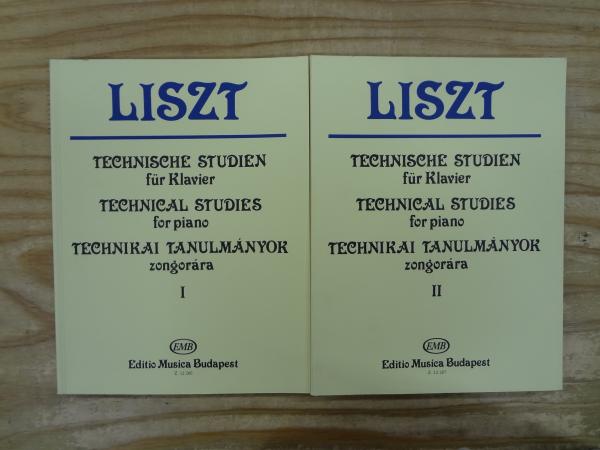 LISZT
TECHNISCHE STUDIEN
für Klavier
TECHNICAL STUDIES
for piano
TECHNIKAI TANULMÁNYOK
zongorára
I
EMB
Editio Musica Budapest
LISZT
TECHNISCHE STUDIEN
für Klavier
TECHNICAL STUDIES
for piano
TECHNIKAI TANULMÁNYOK
zongorára
II
EMB
Editio Musica Budapest